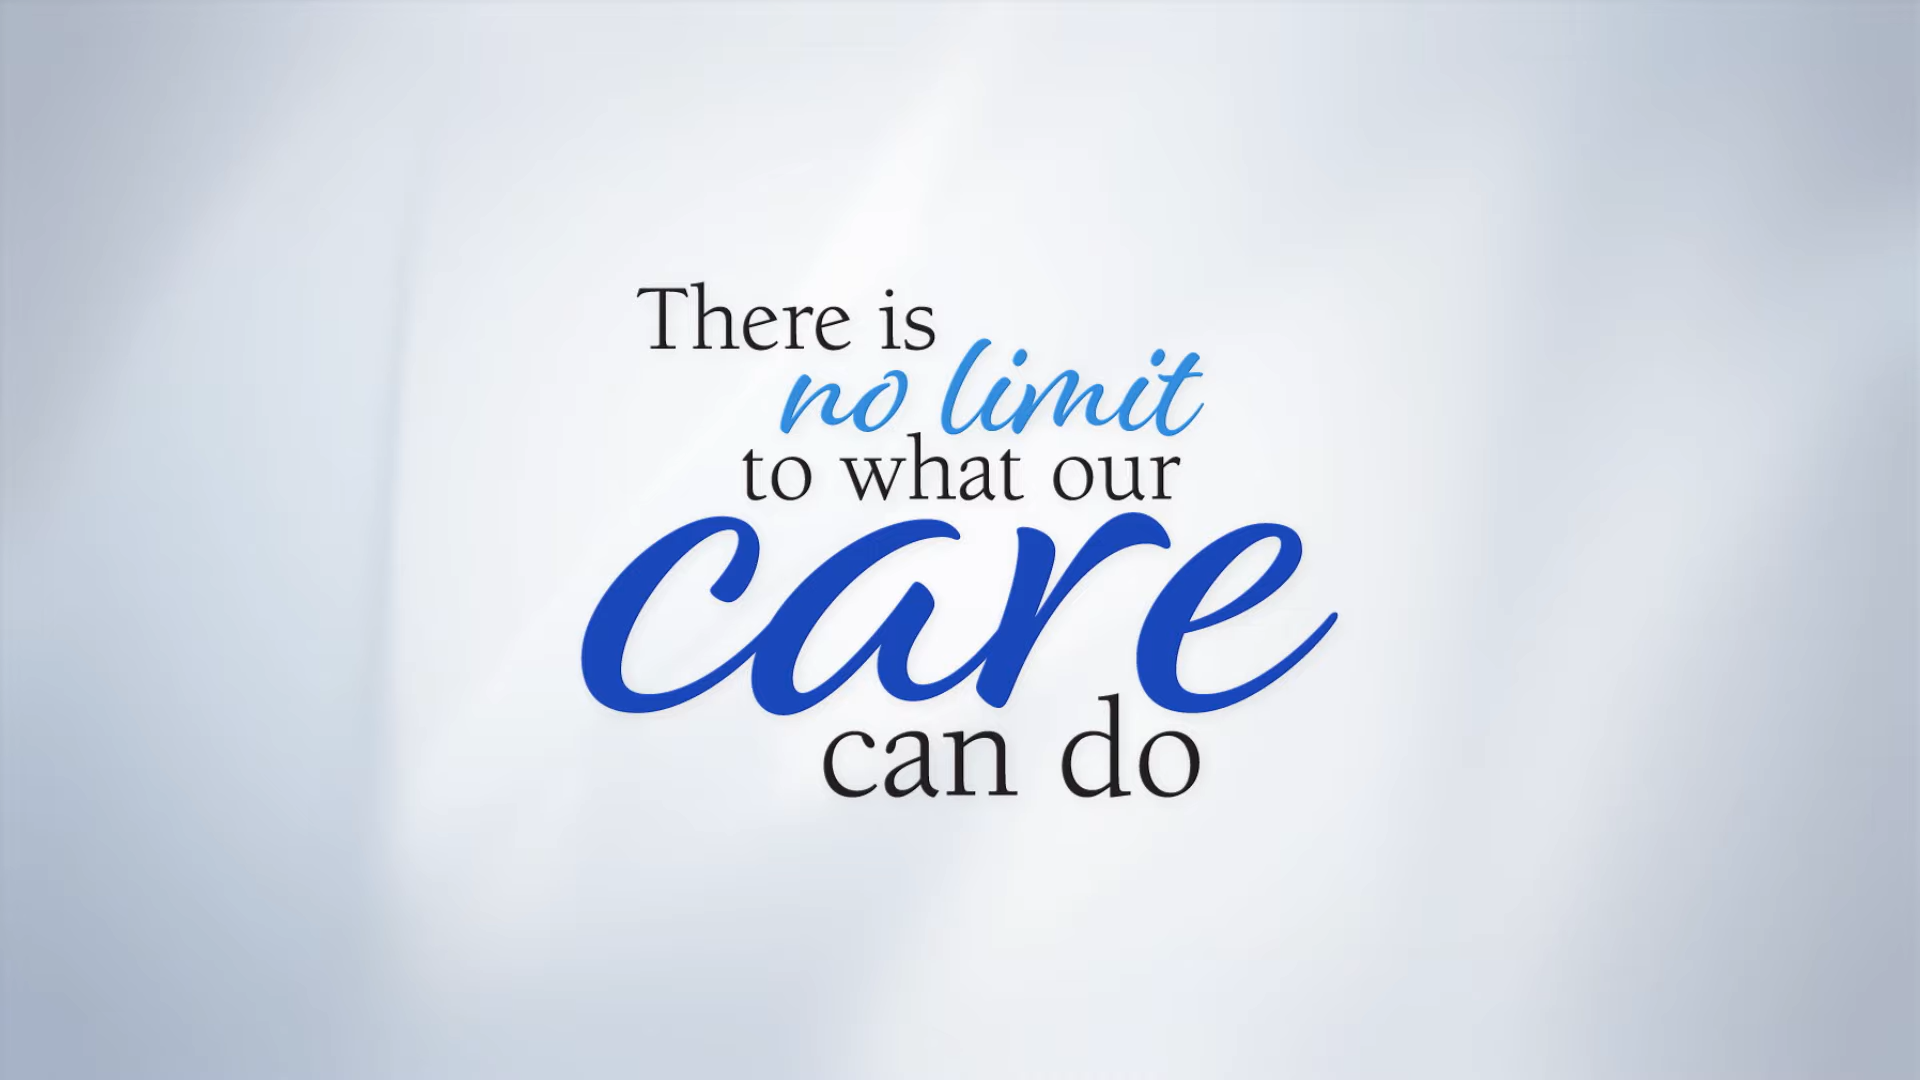 There is
no limit
to what our
care
can do